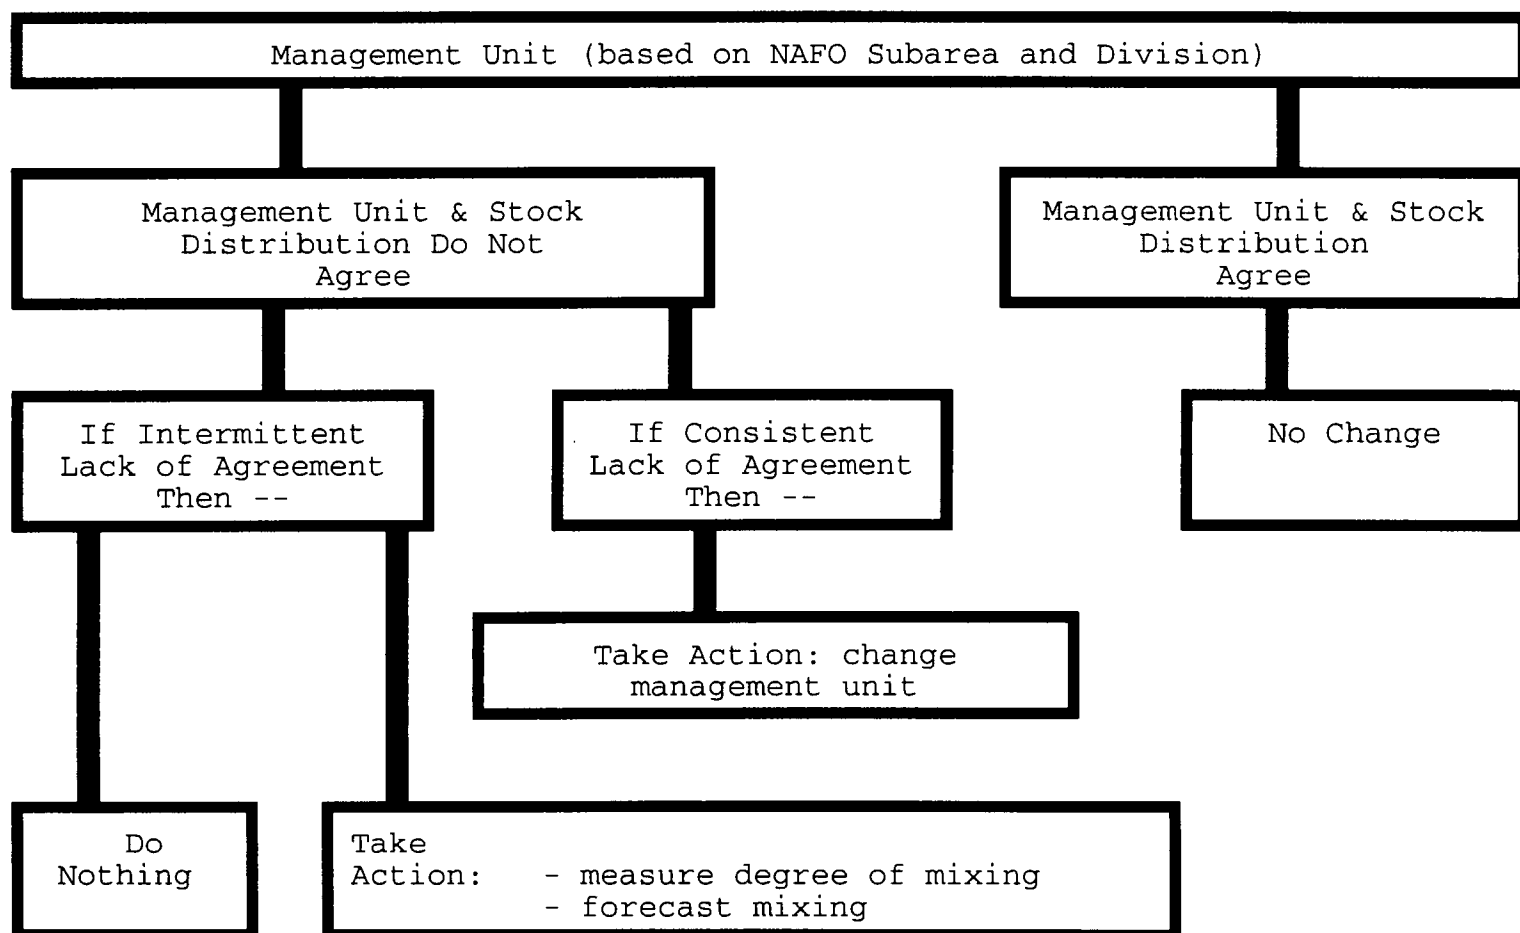 Management Unit (based on NAFO Subarea and Division)
Management Unit & Stock
Distribution Do Not
Agree
Management Unit & Stock
Distribution
Agree
If Intermittent
Lack of Agreement
Then --
If Consistent
Lack of Agreement
Then --
No Change
Take Action: change
management unit
Do
Nothing
Take
Action: - measure degree of mixing
- forecast mixing